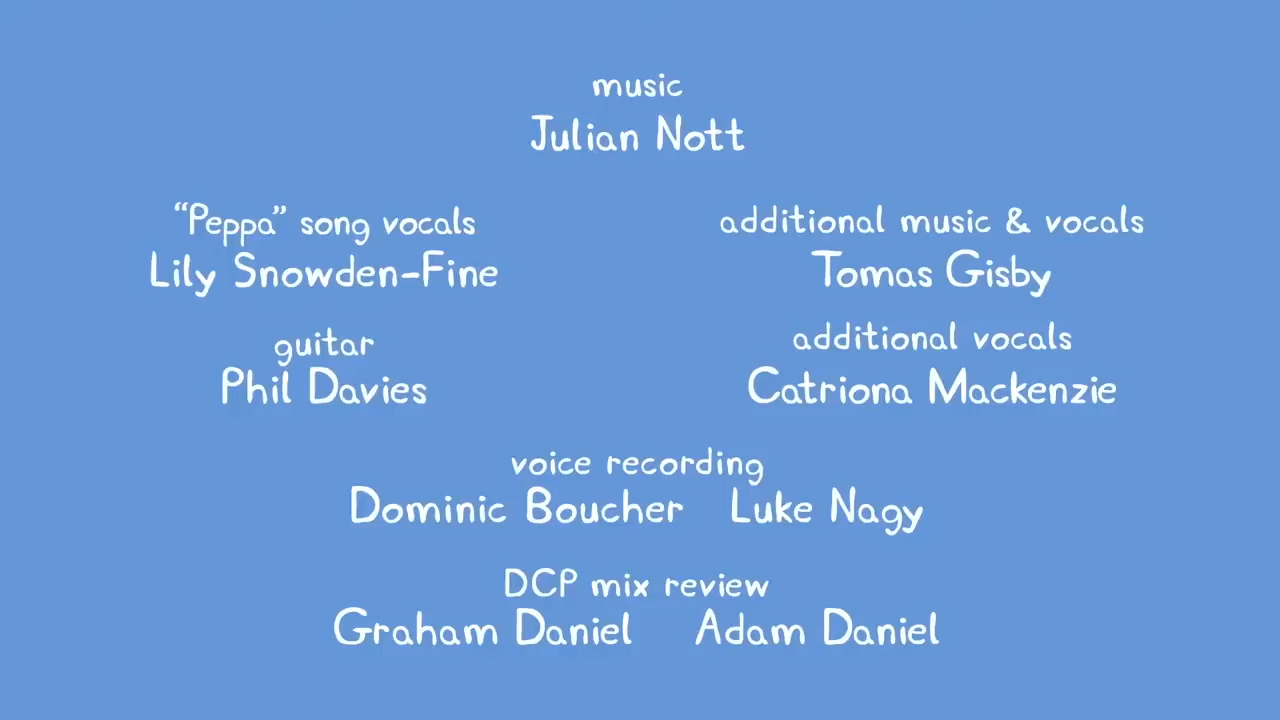 music
Julian Nott
“Peppa” song vocals
Lily Snowden-Fine
additional music & vocals
Tomas Gisby
guitar
Phil Davies
additional vocals
Catriona Mackenzie
voice recording
Dominic Boucher Luke Nagy
DCP mix review
Graham Daniel Adam Daniel